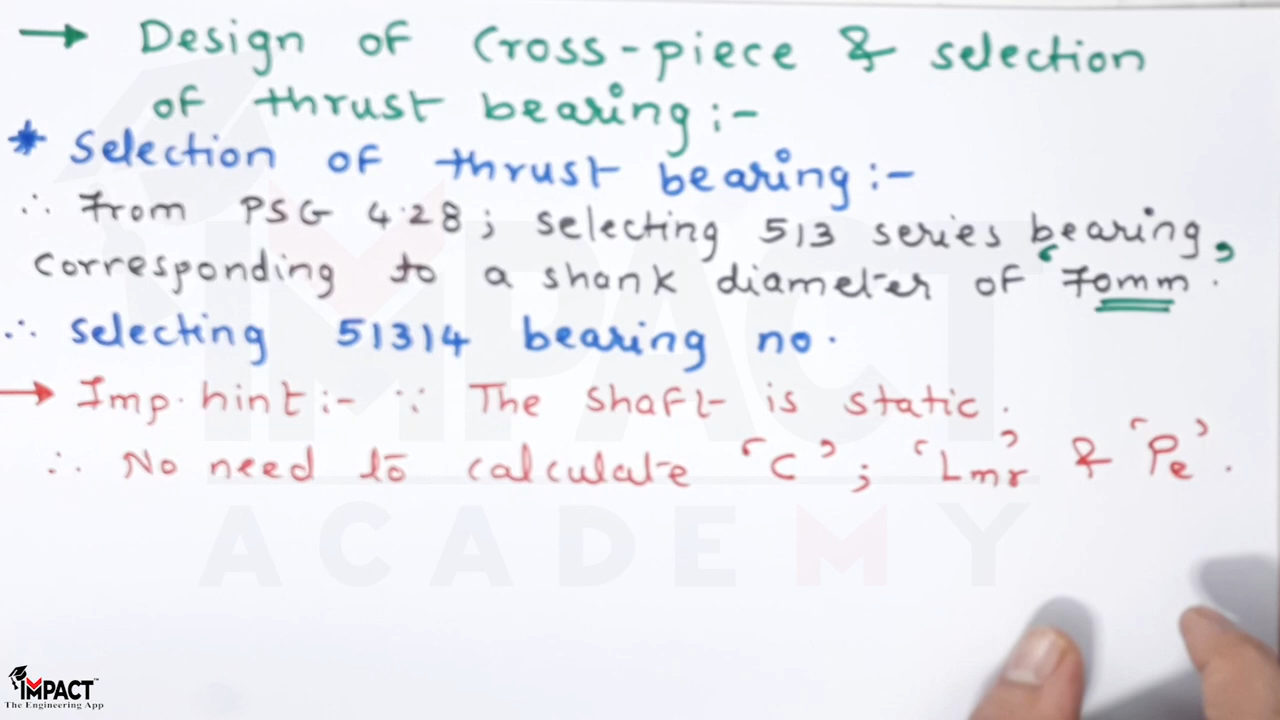 → Design of Cross-piece & selection
of thrust bearing :-
* Selection of thrust bearing :-
∴ From PSG 4.28 ; selecting 513 series bearing,
corresponding to a shank diameter of '70mm'.
∴ selecting 51314 bearing no.
→ Imp. hint :- ∵ The shaft is static.
∴ No need to calculate 'C' ; 'Lmr' & 'Pe'.
IMPACT
ACADEMY
IMPACT
The Engineering App